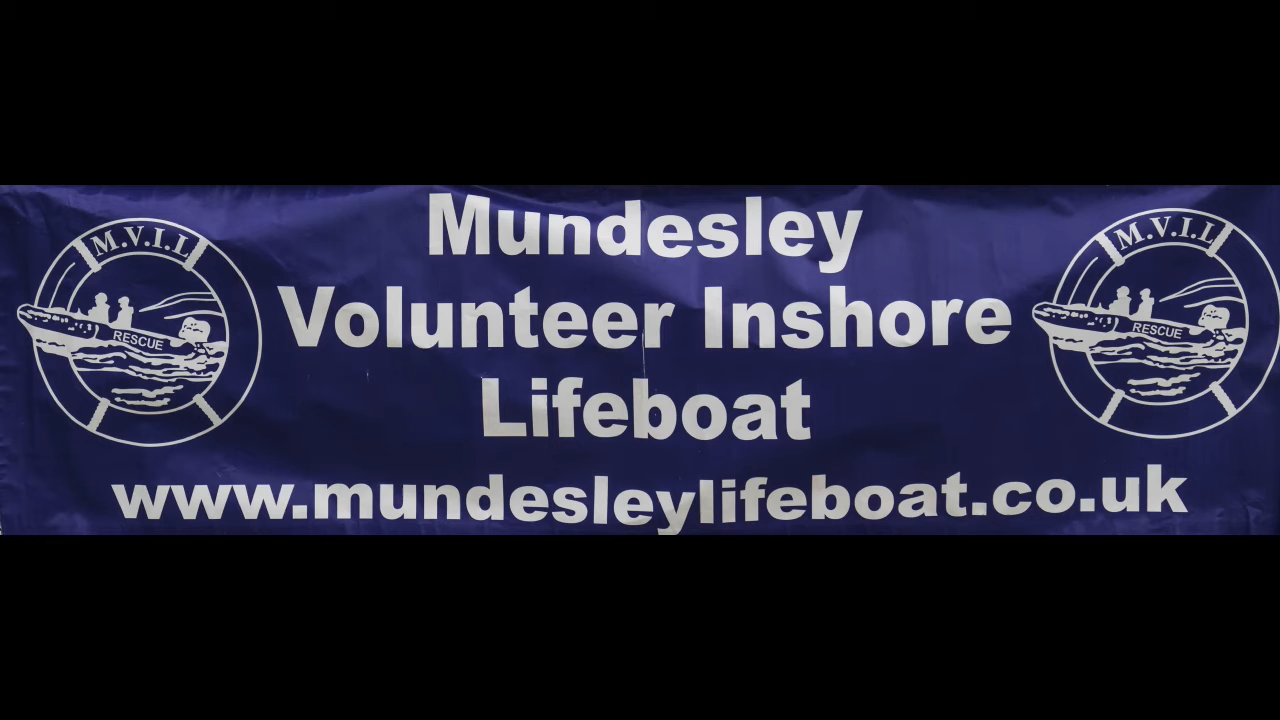 Mundesley
M.V.I.L
M.V.I.L
Volunteer Inshore
RESCUE
RESCUE
Lifeboat
www.mundesleylifeboat.co.uk